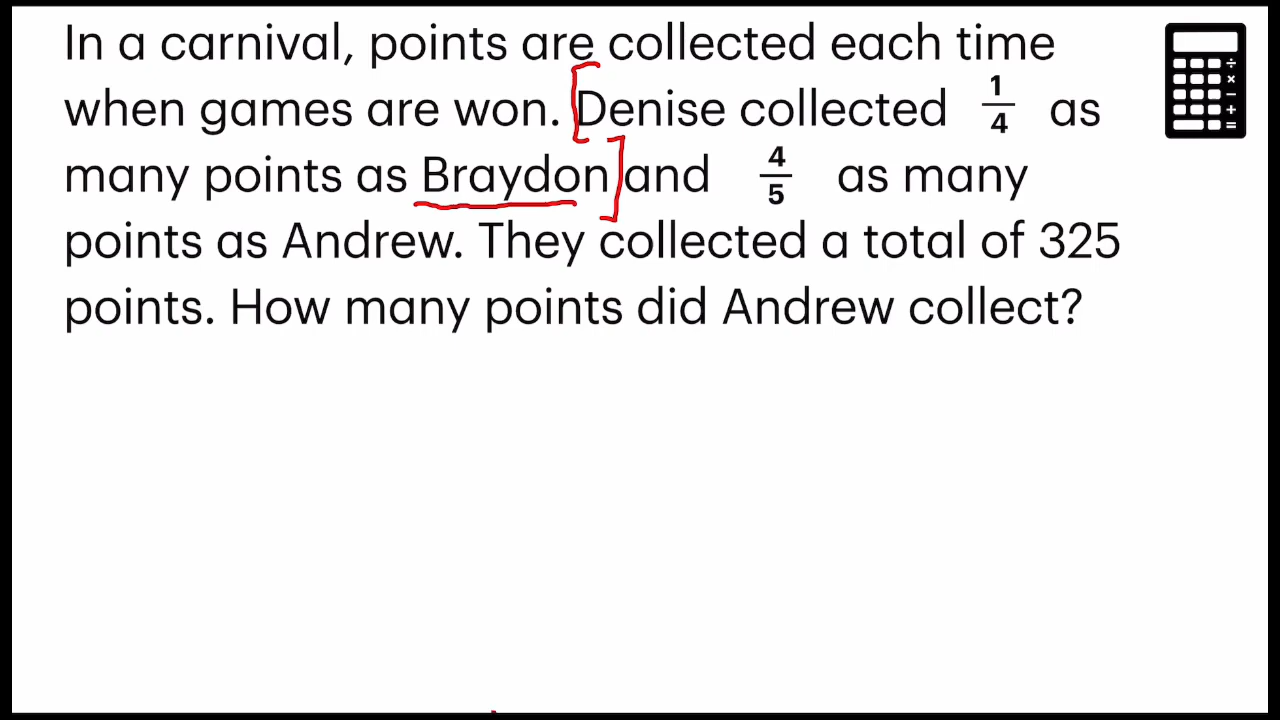 In a carnival, points are collected each time
when games are won. Denise collected 1/4 as
many points as Braydon and 4/5 as many
points as Andrew. They collected a total of 325
points. How many points did Andrew collect?